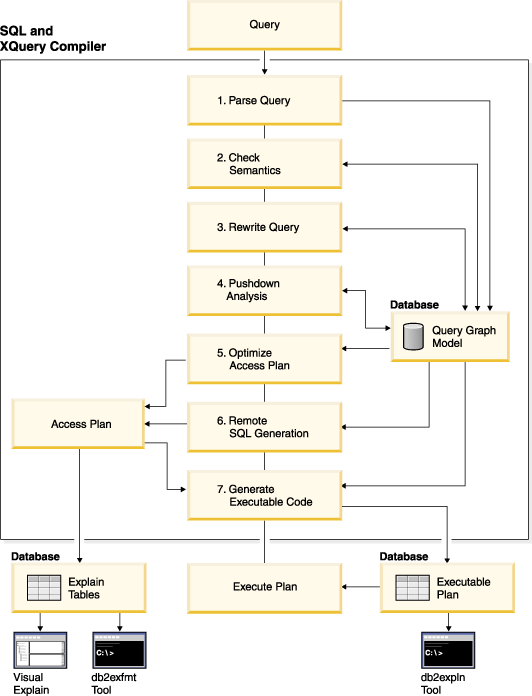 SQL and
XQuery Compiler
Query
1. Parse Query
2. Check
Semantics
3. Rewrite Query
4. Pushdown
Analysis
Database
Query Graph
Model
5. Optimize
Access Plan
Access Plan
6. Remote
SQL Generation
7. Generate
Executable Code
Database
Explain
Tables
Execute Plan
Database
Executable
Plan
C:\>
C:\>
Visual
Explain
db2exfmt
Tool
db2expln
Tool